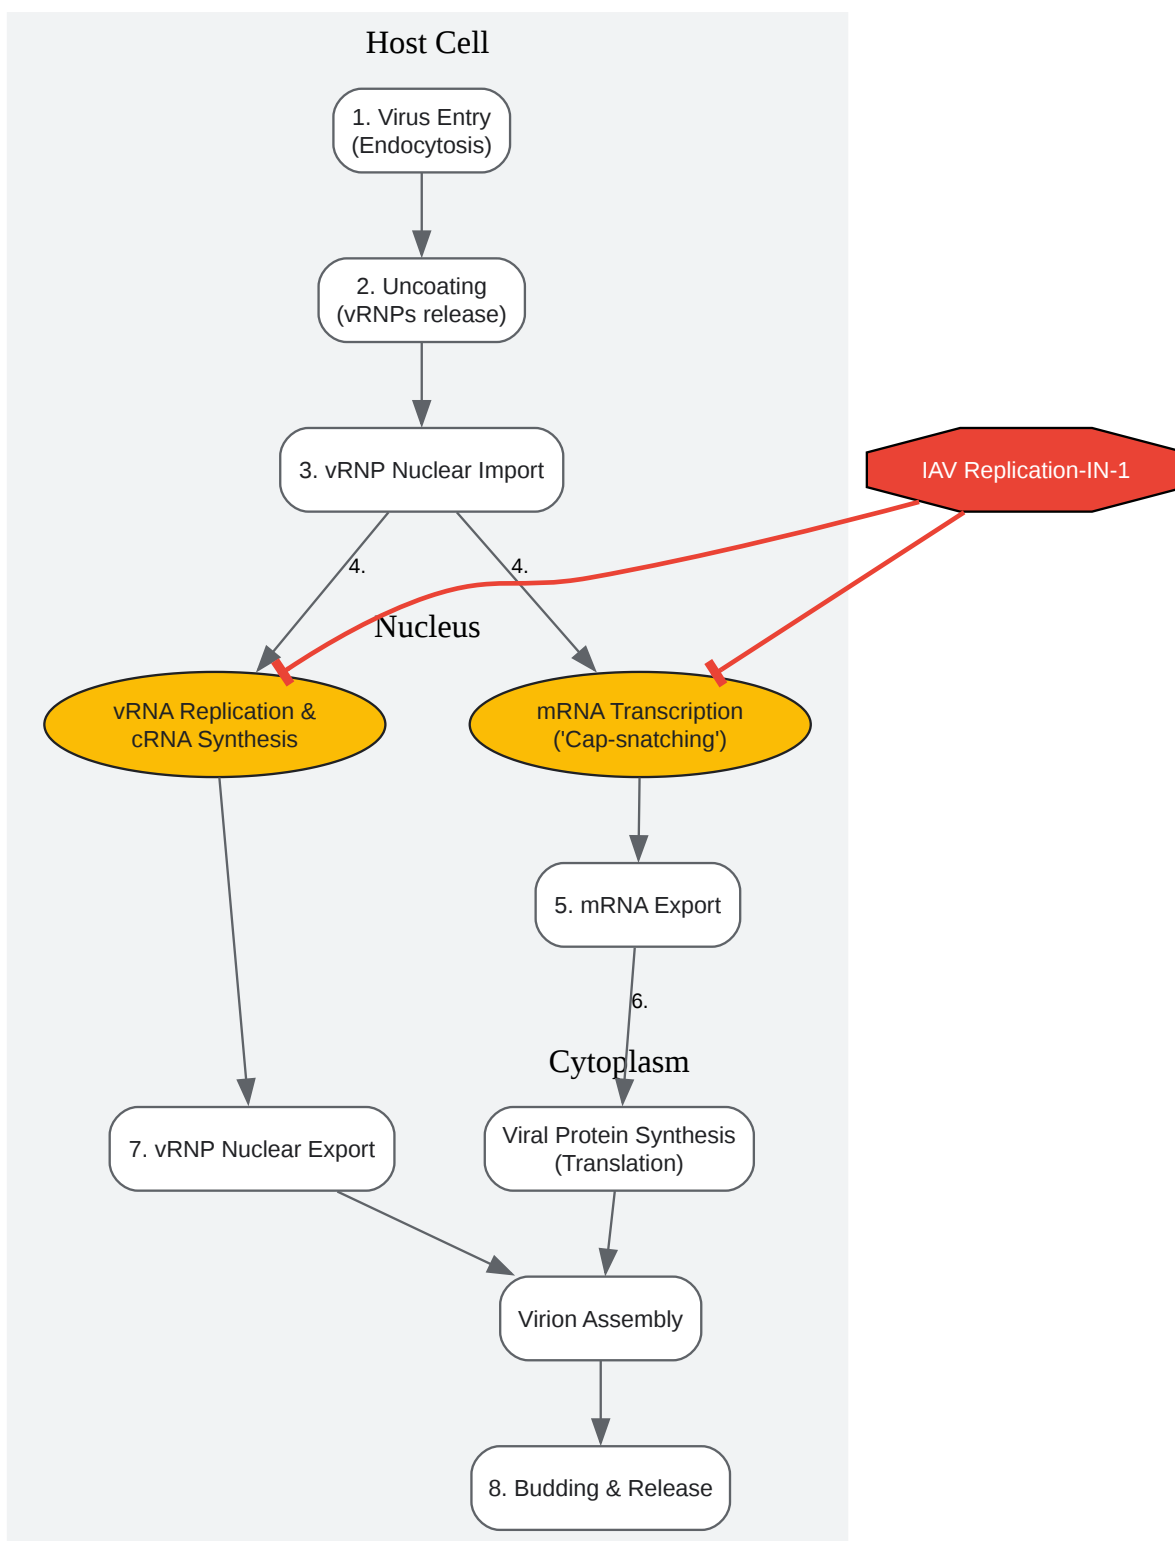 Host Cell
1. Virus Entry
(Endocytosis)
2. Uncoating
(vRNPs release)
3. vRNP Nuclear Import
IAV Replication-IN-1
4.
4.
Nucleus
vRNA Replication &
cRNA Synthesis
mRNA Transcription
('Cap-snatching')
5. mRNA Export
6.
Cytoplasm
7. vRNP Nuclear Export
Viral Protein Synthesis
(Translation)
Virion Assembly
8. Budding & Release